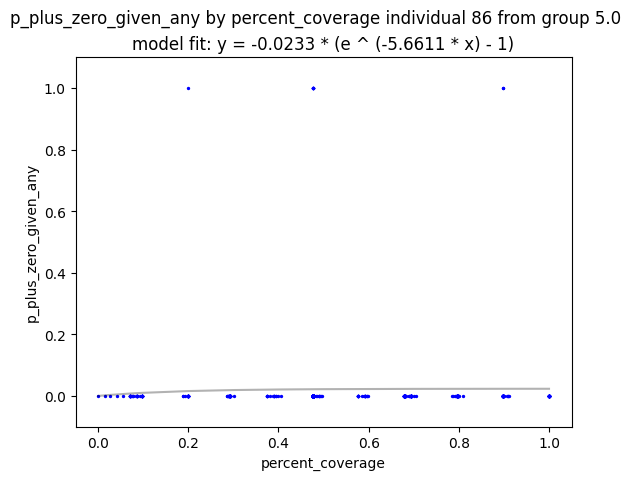 p_plus_zero_given_any by percent_coverage individual 86 from group 5.0
model fit: y = -0.0233 * (e ^ (-5.6611 * x) - 1)
1.0
0.8
0.6
0.4
0.2
0.0
p_plus_zero_given_any
0.0 0.2 0.4 0.6 0.8 1.0
percent_coverage